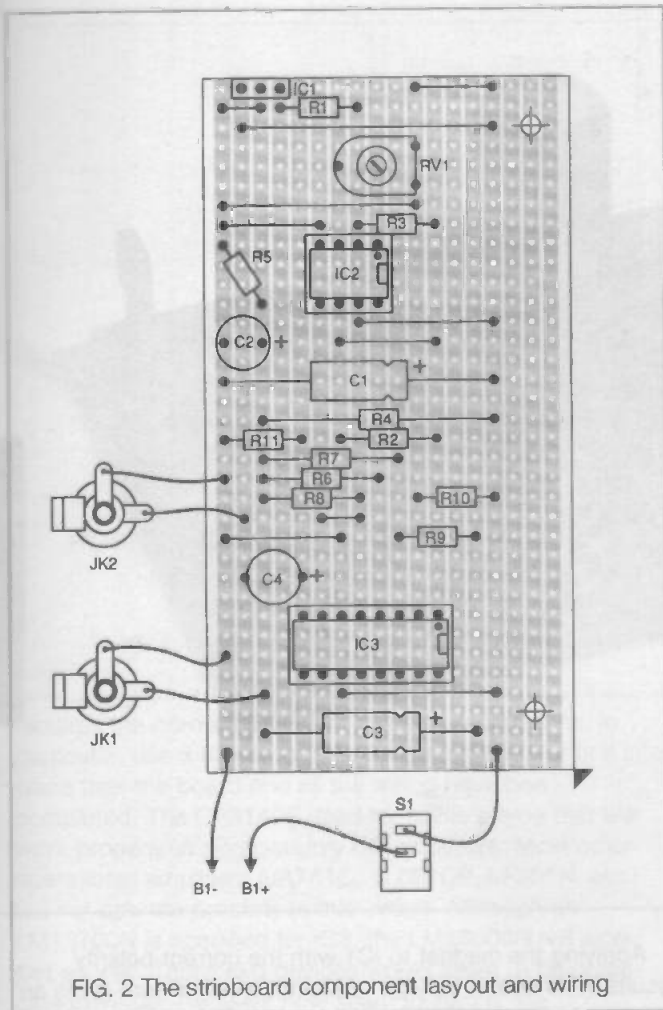 IC1
R1
RV1
R3
R5
IC2
C2 +
+
C1
R4
R11 R2
R7
R6
R8 R10
R9
JK2
C4 +
IC3
JK1
+
C3
S1
B1- B1+
FIG. 2 The stripboard component lasyout and wiring